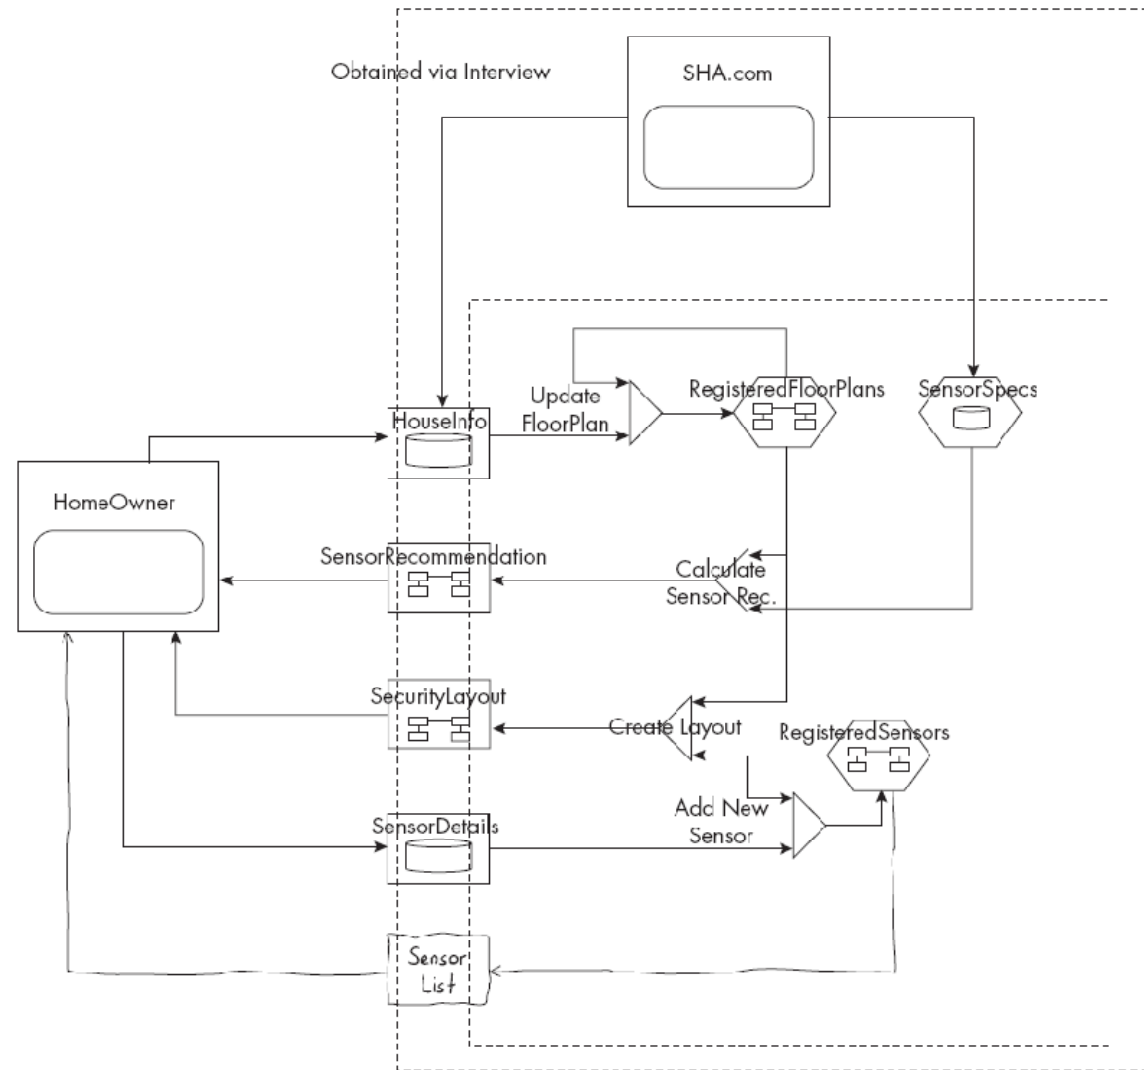 Obtained via Interview
SHA.com
Update
FloorPlan
RegisteredFloorPlans
SensorSpecs
HouseInfo
HomeOwner
SensorRecommendation
Calculate
Sensor Rec.
SecurityLayout
Create Layout
RegisteredSensors
Add New
Sensor
SensorDetails
Sensor
List